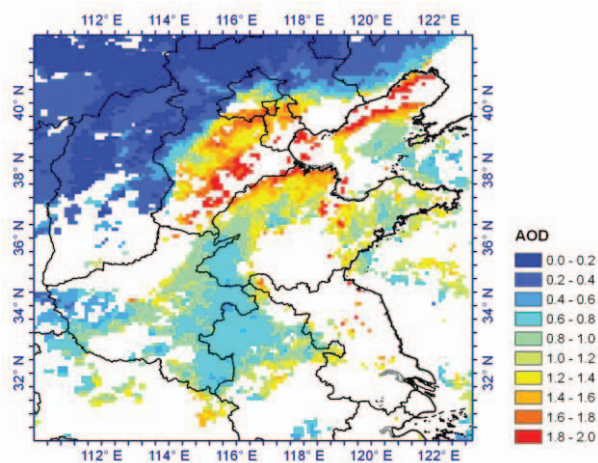 112° E 114° E 116° E 118° E 120° E 122° E
40° N 40° N
38° N 38° N
36° N 36° N
34° N 34° N
32° N 32° N
112° E 114° E 116° E 118° E 120° E 122° E
AOD
0.0 - 0.2
0.2 - 0.4
0.4 - 0.6
0.6 - 0.8
0.8 - 1.0
1.0 - 1.2
1.2 - 1.4
1.4 - 1.6
1.6 - 1.8
1.8 - 2.0